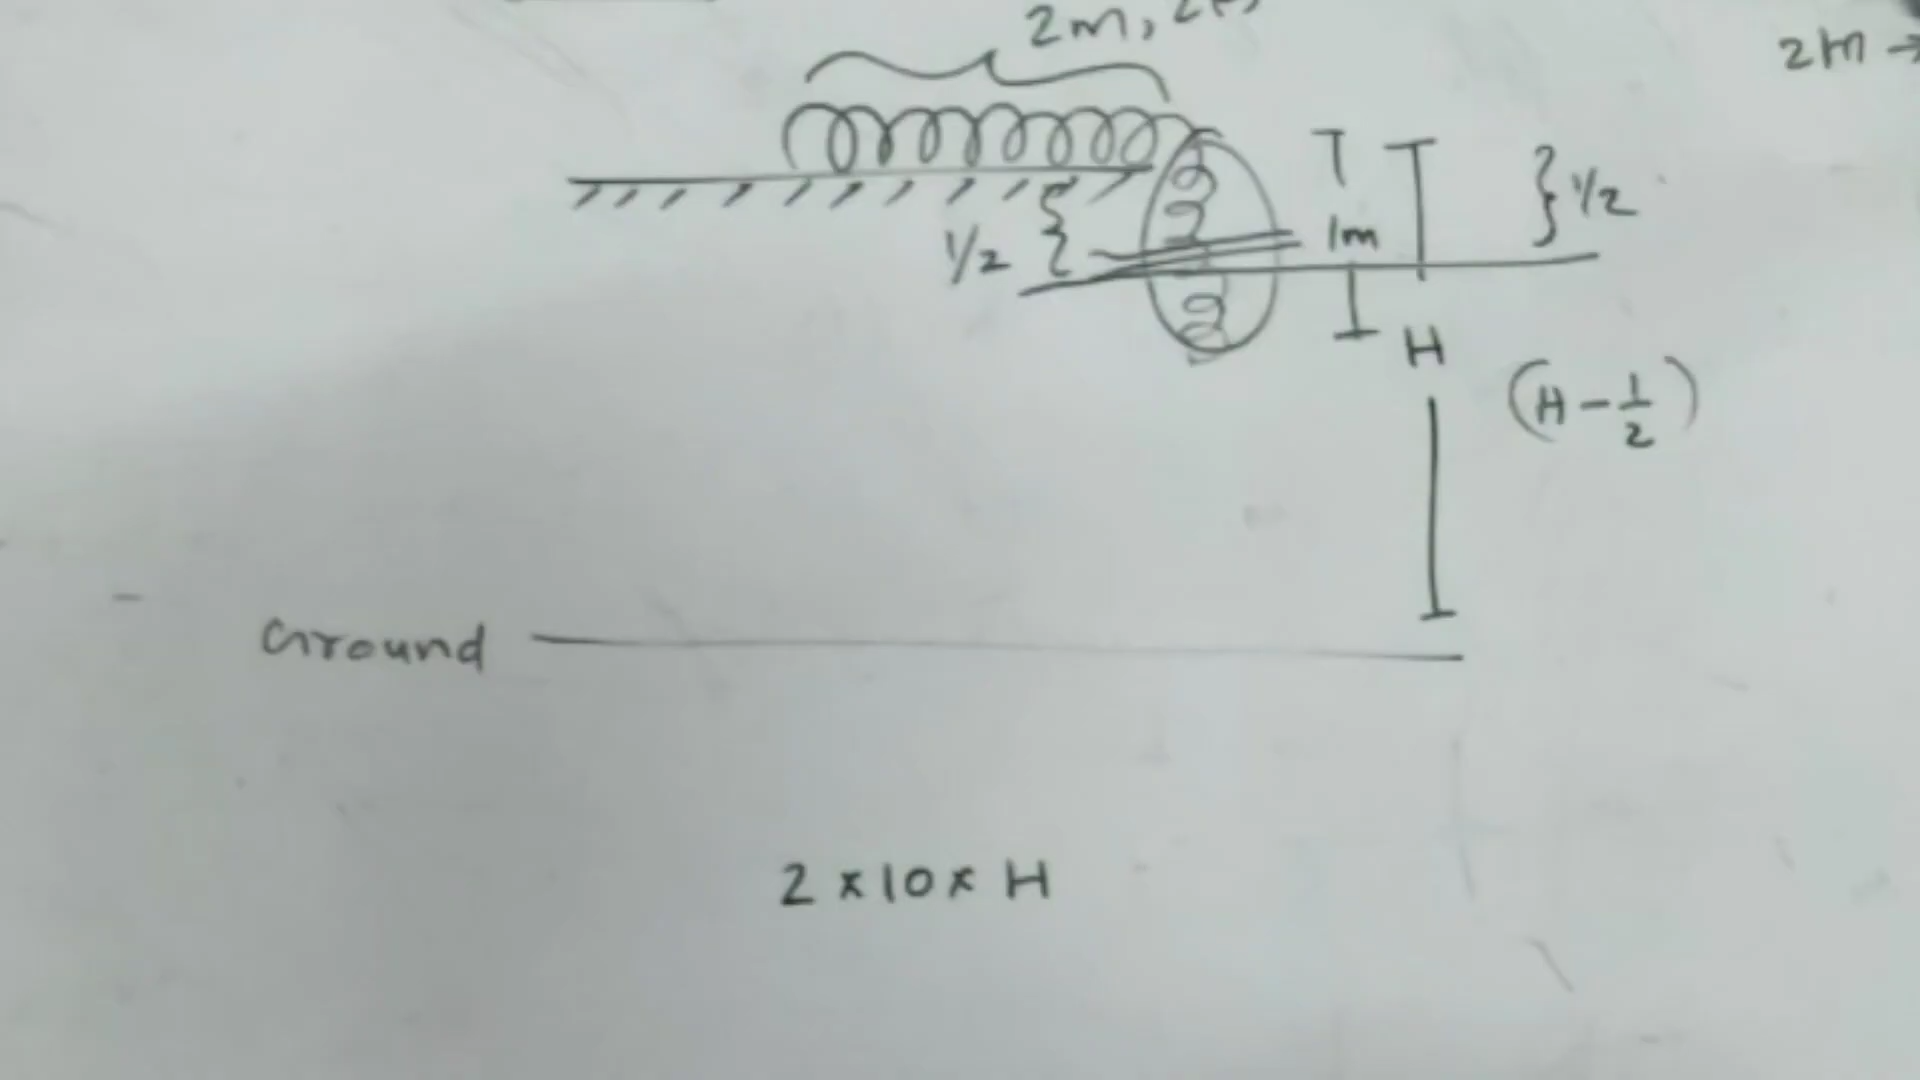 2m,
2m →
1/2
1m
} 1/2
H
(H - 1/2)
Ground
2 × 10 × H